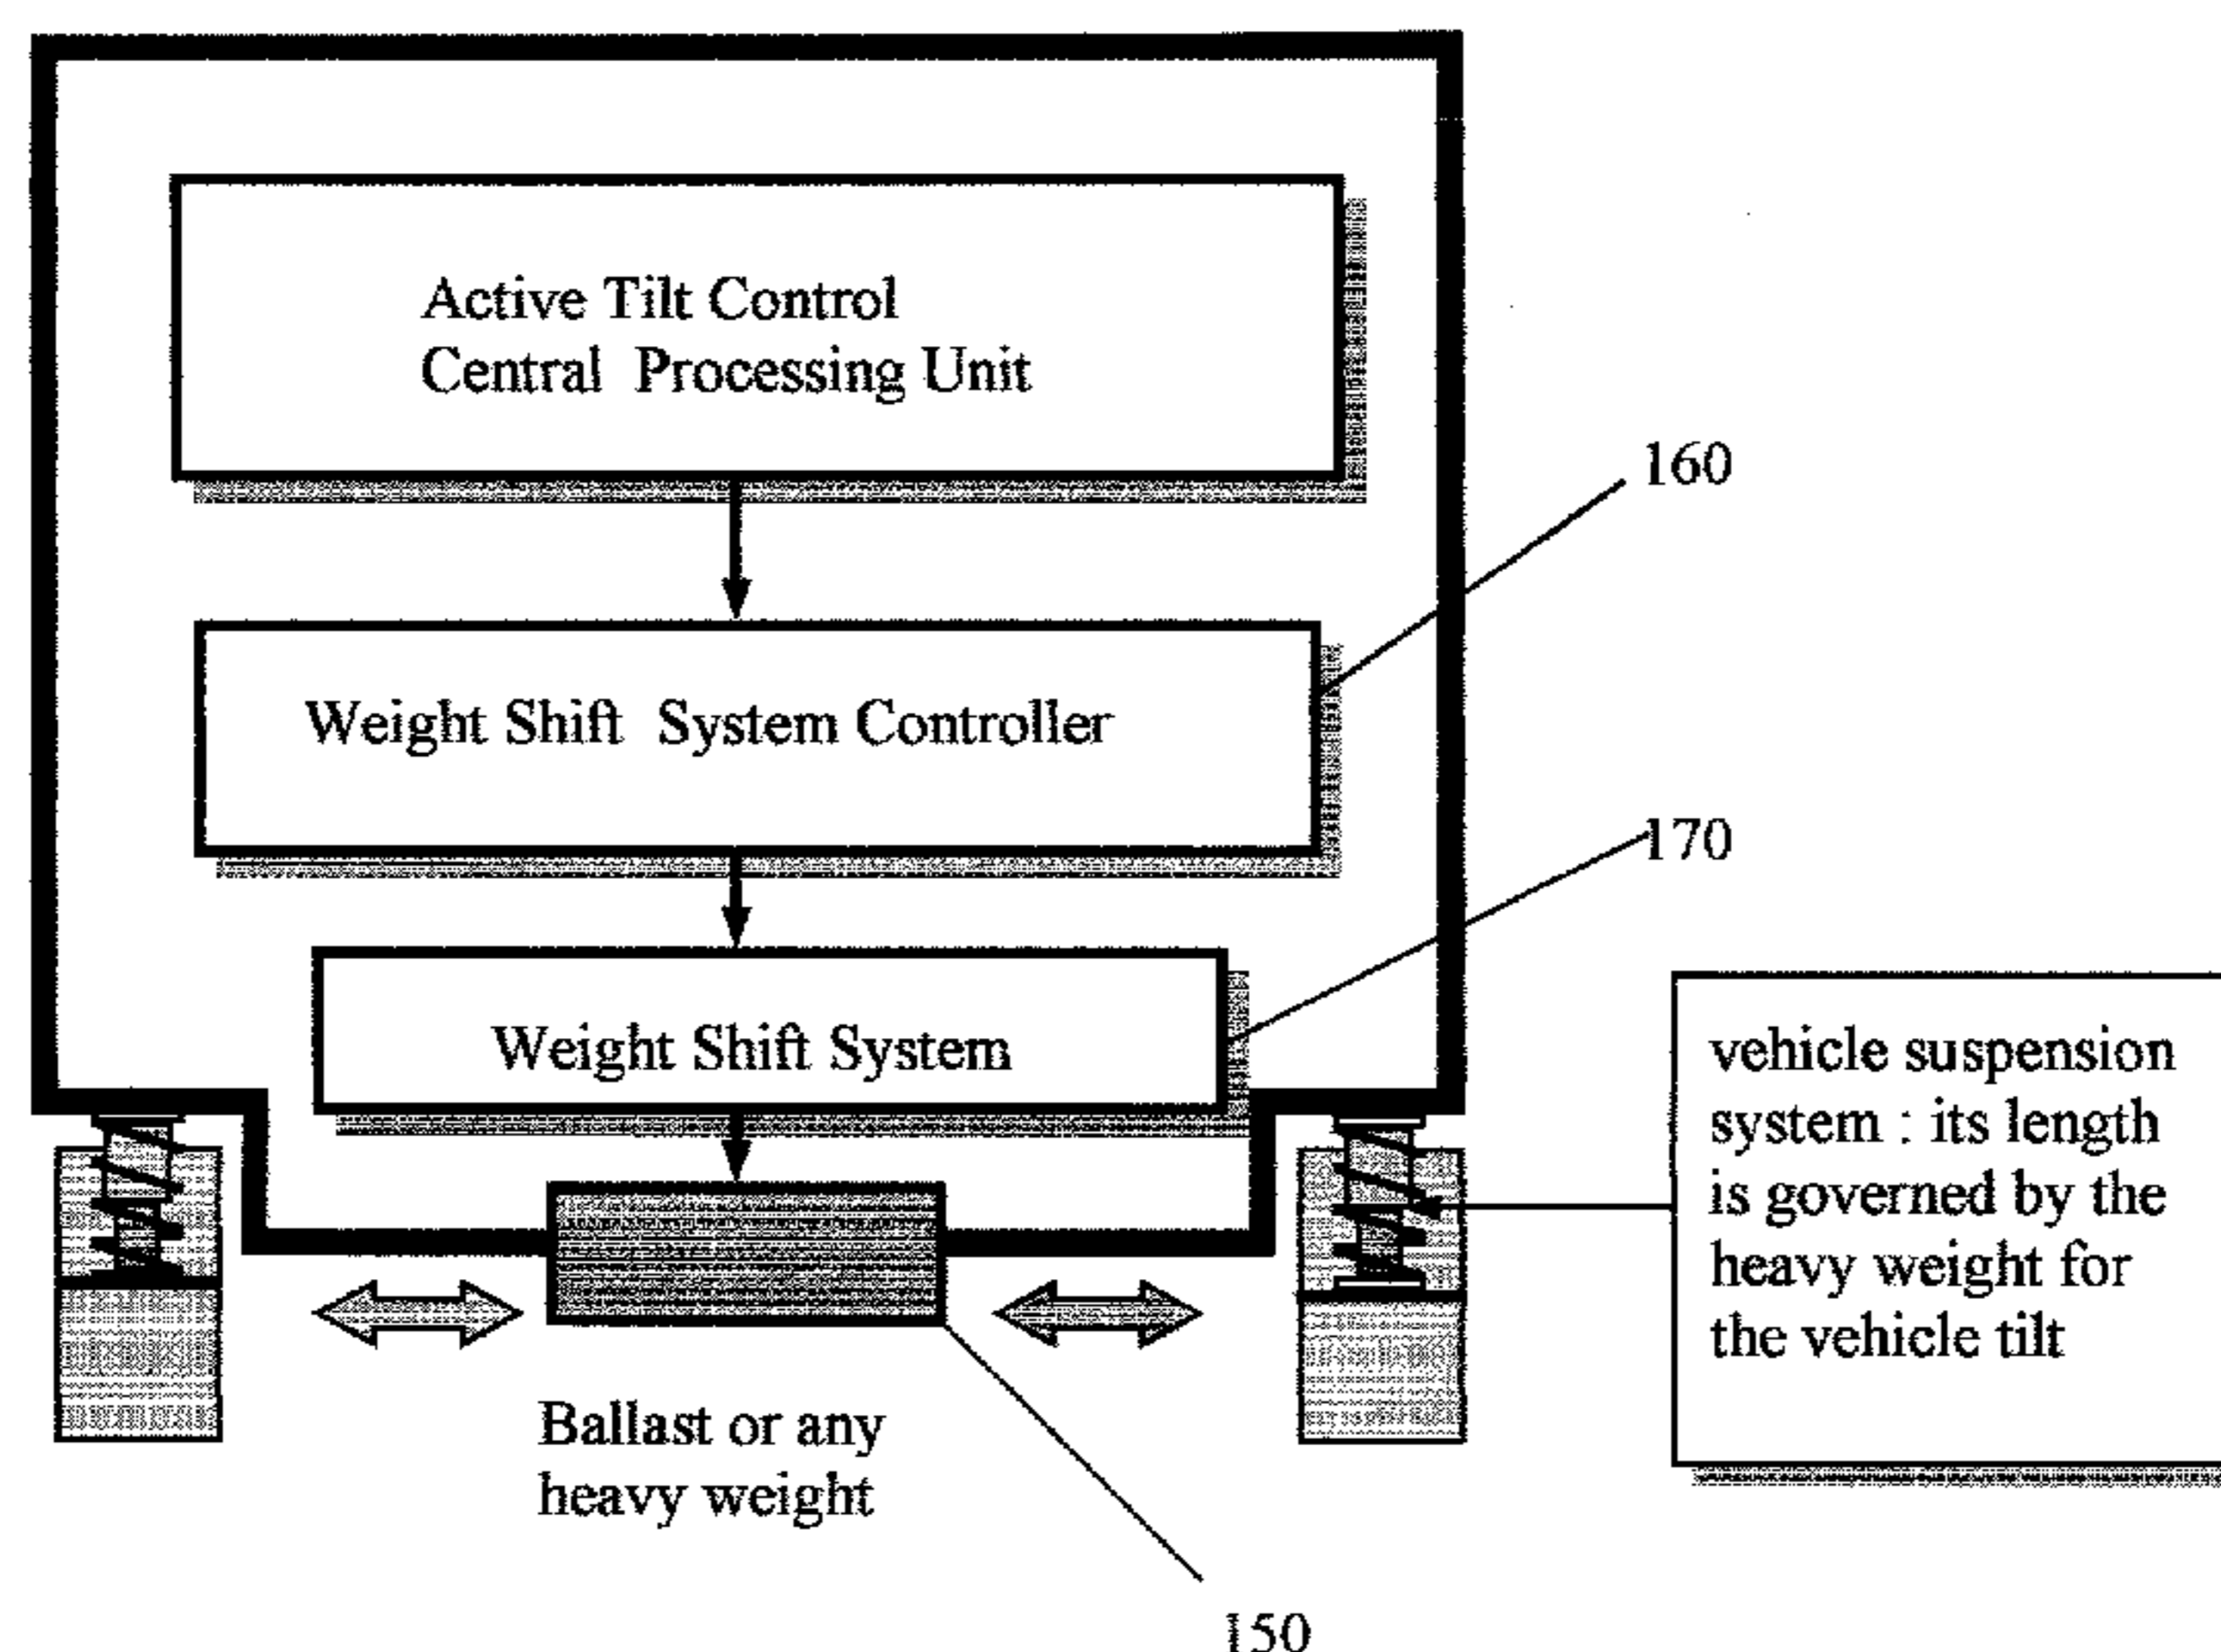 Active Tilt Control
Central Processing Unit
160
Weight Shift System Controller
170
Weight Shift System
vehicle suspension
system : its length
is governed by the
heavy weight for
the vehicle tilt
Ballast or any
heavy weight
150